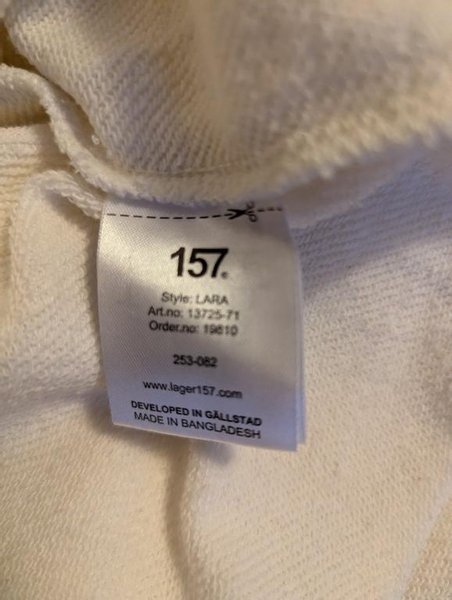 157.
Style: LARA
Art.no: 13725-71
Order.no: 19810
253-082
www.lager157.com
DEVELOPED IN GÄLLSTAD
MADE IN BANGLADESH